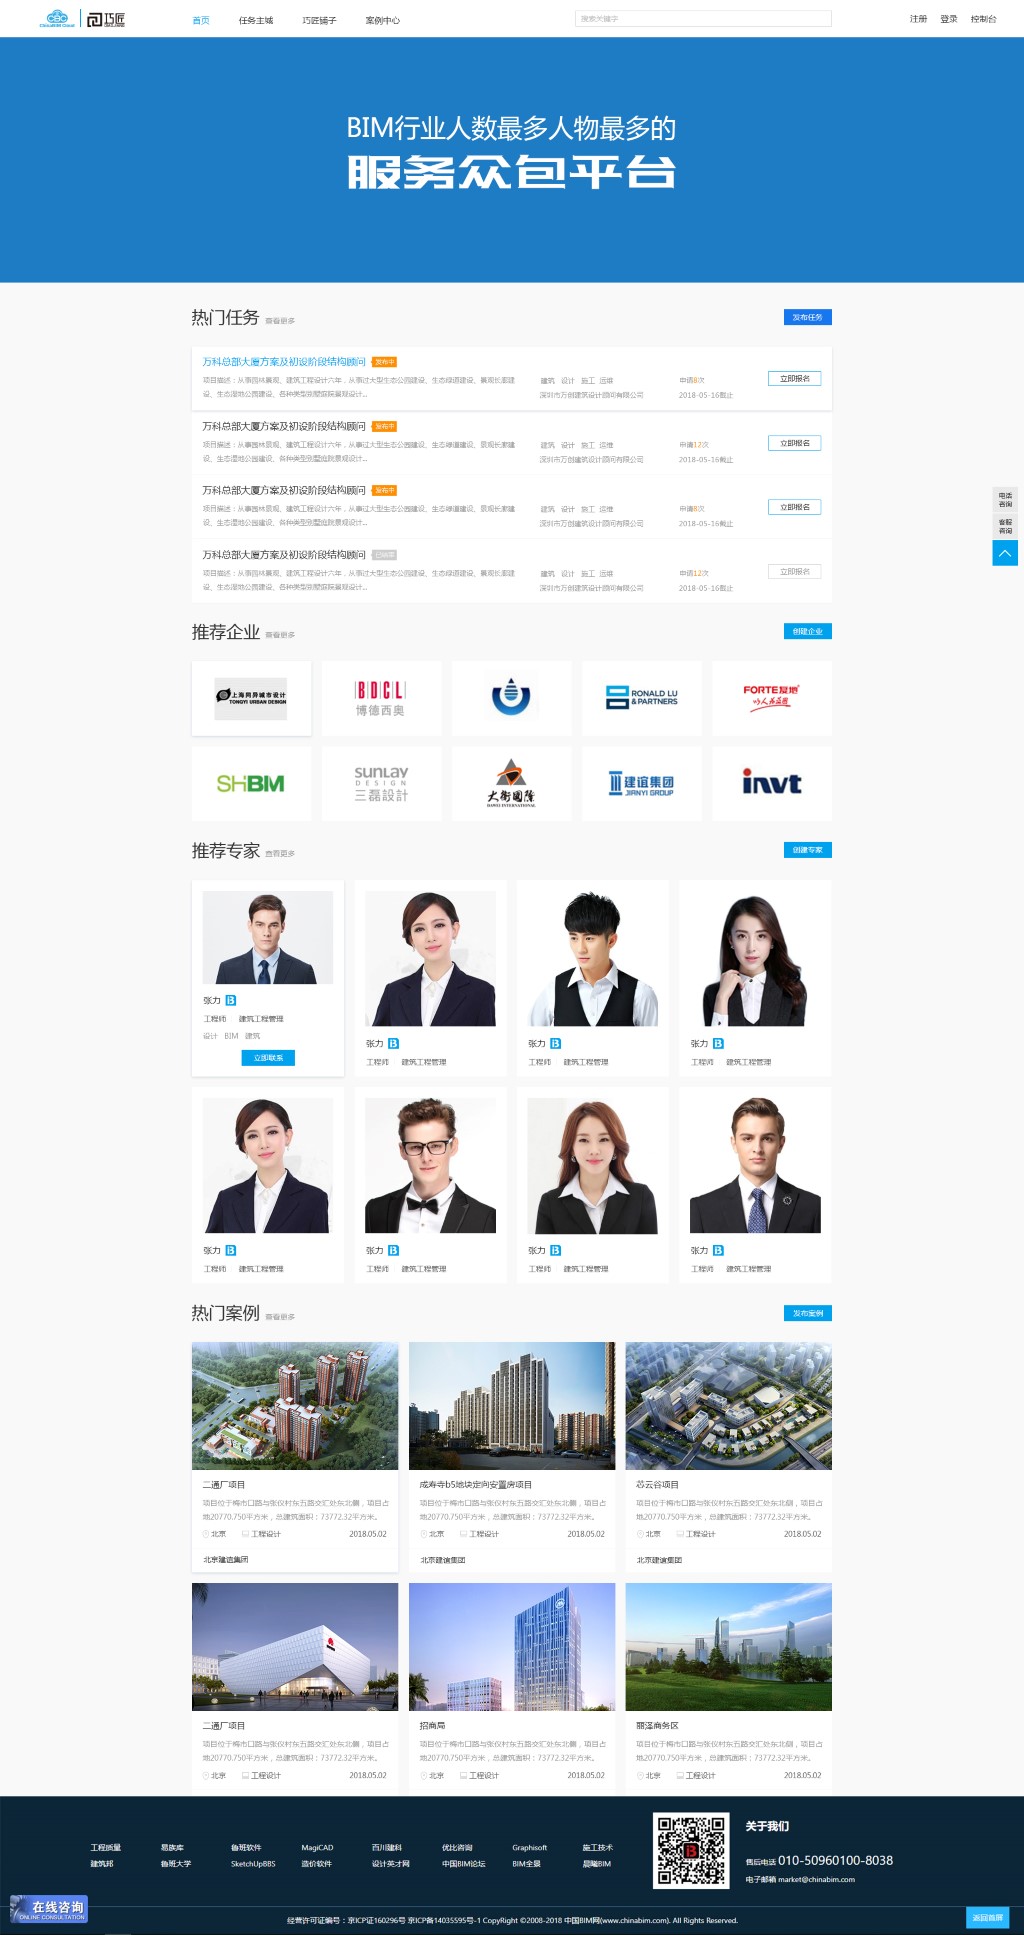 巧匠
首页 任务主城 巧匠铺子 案例中心
搜索关键字
注册 登录 控制台
BIM行业人数最多人物最多的
服务众包平台
热门任务 查看更多
发布任务
万科总部大厦方案及初设阶段结构顾问 发布中
项目描述：从事园林景观、建筑工程设计六年，从事过大型生态公园建设、生态绿道建设、景观长廊建
设、生态湿地公园建设、各种类型别墅庭院景观设计...
建筑 设计 施工 运维
深圳市万创建筑设计顾问有限公司
申请8次
2018-05-16截止
立即报名
万科总部大厦方案及初设阶段结构顾问 发布中
项目描述：从事园林景观、建筑工程设计六年，从事过大型生态公园建设、生态绿道建设、景观长廊建
设、生态湿地公园建设、各种类型别墅庭院景观设计...
建筑 设计 施工 运维
深圳市万创建筑设计顾问有限公司
申请12次
2018-05-16截止
立即报名
万科总部大厦方案及初设阶段结构顾问 发布中
项目描述：从事园林景观、建筑工程设计六年，从事过大型生态公园建设、生态绿道建设、景观长廊建
设、生态湿地公园建设、各种类型别墅庭院景观设计...
建筑 设计 施工 运维
深圳市万创建筑设计顾问有限公司
申请8次
2018-05-16截止
立即报名
电话
咨询
客服
咨询
万科总部大厦方案及初设阶段结构顾问
项目描述：从事园林景观、建筑工程设计六年，从事过大型生态公园建设、生态绿道建设、景观长廊建
设、生态湿地公园建设、各种类型别墅庭院景观设计...
建筑 设计 施工 运维
深圳市万创建筑设计顾问有限公司
申请12次
2018-05-16截止
立即报名
推荐企业 查看更多
创建企业
上海同异城市设计
TONGYI URBAN DESIGN
BDCL
博德西奥
RONALD LU
& PARTNERS
FORTE复地
SHBIM
SUNLAY
DESIGN
三磊設計
大衛國際
DAWEI INTERNATIONAL
建谊集团
JIANYI GROUP
invt
推荐专家 查看更多
创建专家
张力 B
工程师 建筑工程管理
设计 BIM 建筑
立即联系
张力 B
工程师 建筑工程管理
张力 B
工程师 建筑工程管理
张力 B
工程师 建筑工程管理
张力 B
工程师 建筑工程管理
张力 B
工程师 建筑工程管理
张力 B
工程师 建筑工程管理
张力 B
工程师 建筑工程管理
热门案例 查看更多
发布案例
二通厂项目
项目位于梅市口路与张仪村东五路交汇处东北侧，项目占
地20770.750平方米，总建筑面积：73772.32平方米。
北京 工程设计 2018.05.02
北京建谊集团
成寿寺b5地块定向安置房项目
项目位于梅市口路与张仪村东五路交汇处东北侧，项目占
地20770.750平方米，总建筑面积：73772.32平方米。
北京 工程设计 2018.05.02
北京建谊集团
芯云谷项目
项目位于梅市口路与张仪村东五路交汇处东北侧，项目占
地20770.750平方米，总建筑面积：73772.32平方米。
北京 工程设计 2018.05.02
北京建谊集团
二通厂项目
项目位于梅市口路与张仪村东五路交汇处东北侧，项目占
地20770.750平方米，总建筑面积：73772.32平方米。
北京 工程设计 2018.05.02
招商局
项目位于梅市口路与张仪村东五路交汇处东北侧，项目占
地20770.750平方米，总建筑面积：73772.32平方米。
北京 工程设计 2018.05.02
丽泽商务区
项目位于梅市口路与张仪村东五路交汇处东北侧，项目占
地20770.750平方米，总建筑面积：73772.32平方米。
北京 工程设计 2018.05.02
工程质量 易族库 鲁班软件 MagiCAD 百川建科 优比咨询 Graphisoft 施工技术
建筑邦 鲁班大学 SketchUpBBS 造价软件 设计英才网 中国BIM论坛 BIM全景 晨曦BIM
关于我们
售后电话 010-50960100-8038
电子邮箱 market@chinabim.com
在线咨询
ONLINE CONSULTATION
经营许可证编号：京ICP证160296号 京ICP备14035595号-1 CopyRight ©2008-2018 中国BIM网(www.chinabim.com). All Rights Reserved.
返回首屏